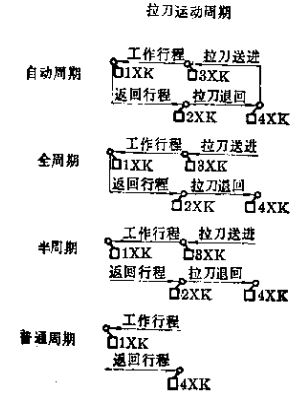 拉刀运动周期
工作行程 拉刀送进
自动周期
1XK 3XK
返回行程 拉刀退回
2XK 4XK
工作行程 拉刀送进
全周期
1XK 3XK
返回行程 拉刀退回
2XK 4XK
工作行程 拉刀送进
半周期
1XK 3XK
返回行程 拉刀退回
2XK 4XK
工作行程
普通周期
1XK
返回行程
4XK